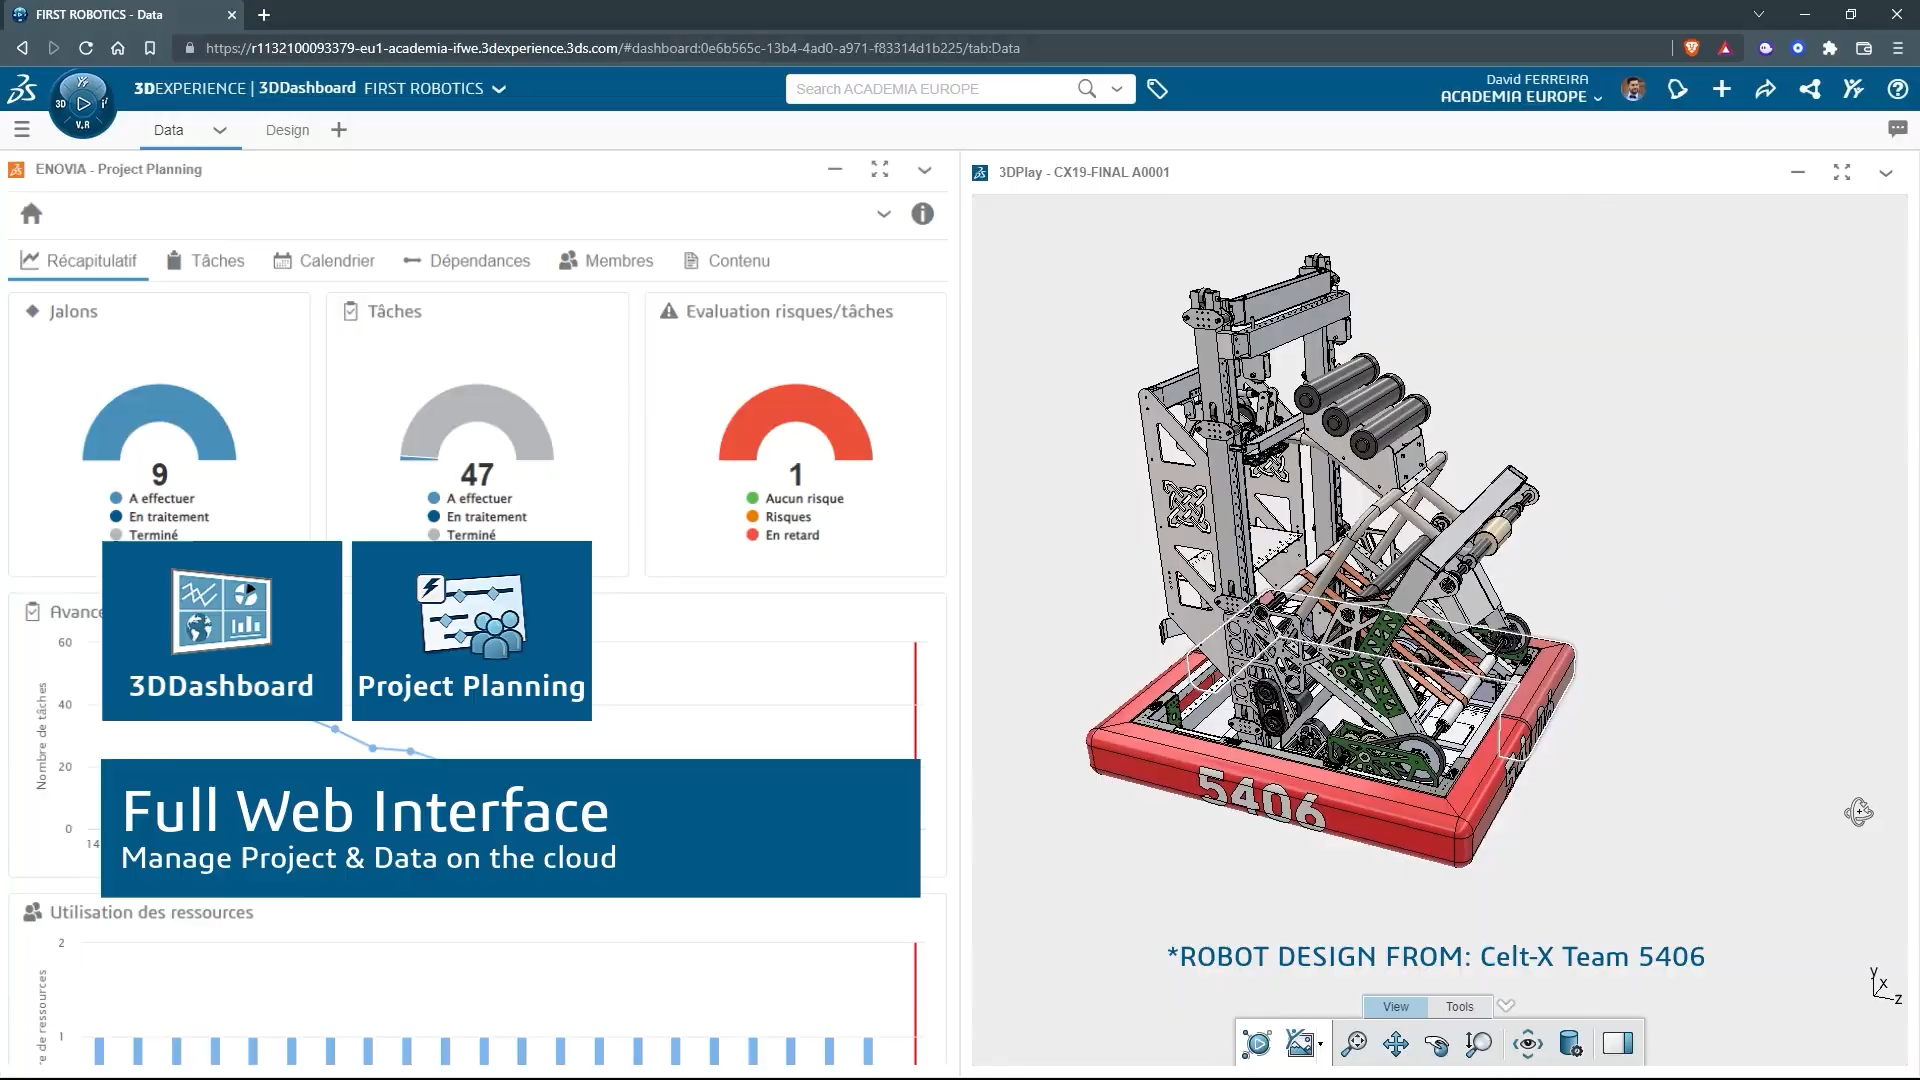 FIRST ROBOTICS - Data
https://r1132100093379-eu1-academia-ifwe.3dexperience.3ds.com/#dashboard:0e6b565c-13b4-4ad0-a971-f83314d1b225/tab:Data
3DEXPERIENCE | 3DDashboard FIRST ROBOTICS
Search ACADEMIA EUROPE
David FERREIRA
ACADEMIA EUROPE
3D
V.R
Data
Design
ENOVIA - Project Planning
3DPlay - CX19-FINAL A0001
Récapitulatif
Tâches
Calendrier
Dépendances
Membres
Contenu
Jalons
9
A effectuer
En traitement
Terminé
Tâches
47
A effectuer
En traitement
Terminé
Evaluation risques/tâches
1
Aucun risque
Risques
En retard
Avance
60
40
20
0
14
Nombre de tâches
3DDashboard
Project Planning
Full Web Interface
Manage Project & Data on the cloud
Utilisation des ressources
2
1
re de ressources
5406
*ROBOT DESIGN FROM: Celt-X Team 5406
View
Tools
y
x
z